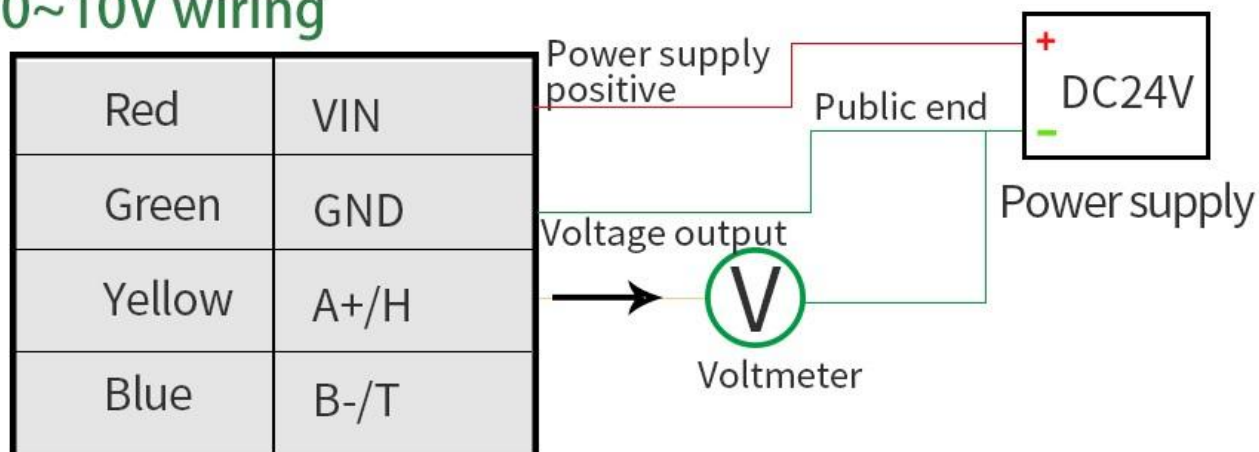 0~10V wiring
Power supply
positive
+
Red VIN
DC24V
Public end
-
Green GND
Power supply
Voltage output
Yellow A+/H
V
Voltmeter
Blue B-/T